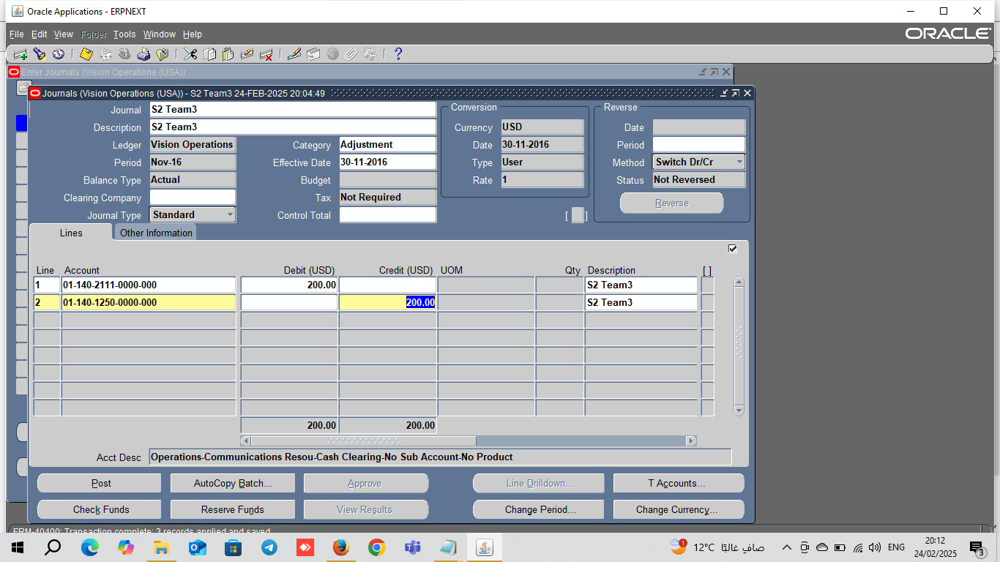 Oracle Applications - ERPNEXT
File Edit View Folder Tools Window Help
ORACLE
Enter Journals (Vision Operations (USA))
Journals (Vision Operations (USA)) - S2 Team3 24-FEB-2025 20:04:49
Journal S2 Team3
Description S2 Team3
Ledger Vision Operations Category Adjustment
Period Nov-16 Effective Date 30-11-2016
Balance Type Actual Budget
Clearing Company Tax Not Required
Journal Type Standard Control Total
Conversion
Currency USD
Date 30-11-2016
Type User
Rate 1
[ ]
Reverse
Date
Period
Method Switch Dr/Cr
Status Not Reversed
Reverse
Lines Other Information
Line Account Debit (USD) Credit (USD) UOM Qty Description [ ]
1 01-140-2111-0000-000 200.00 S2 Team3
2 01-140-1250-0000-000 200.00 S2 Team3
200.00 200.00
Acct Desc Operations-Communications Resou-Cash Clearing-No Sub Account-No Product
Post AutoCopy Batch... Approve Line Drilldown... T Accounts...
Check Funds Reserve Funds View Results Change Period... Change Currency...
FRM-40400: Transaction complete: 3 records applied and saved.
1 12°C صافٍ غالبًا ENG 20:12
24/02/2025 3